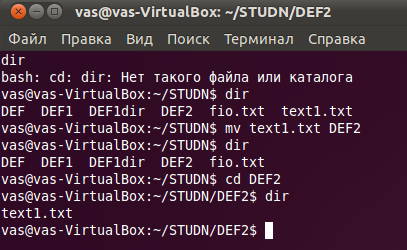 vas@vas-VirtualBox: ~/STUDN/DEF2
Файл Правка Вид Поиск Терминал Справка
dir
bash: cd: dir: Нет такого файла или каталога
vas@vas-VirtualBox:~/STUDN$ dir
DEF  DEF1  DEF1dir  DEF2  fio.txt  text1.txt
vas@vas-VirtualBox:~/STUDN$ mv text1.txt DEF2
vas@vas-VirtualBox:~/STUDN$ dir
DEF  DEF1  DEF1dir  DEF2  fio.txt
vas@vas-VirtualBox:~/STUDN$ cd DEF2
vas@vas-VirtualBox:~/STUDN/DEF2$ dir
text1.txt
vas@vas-VirtualBox:~/STUDN/DEF2$